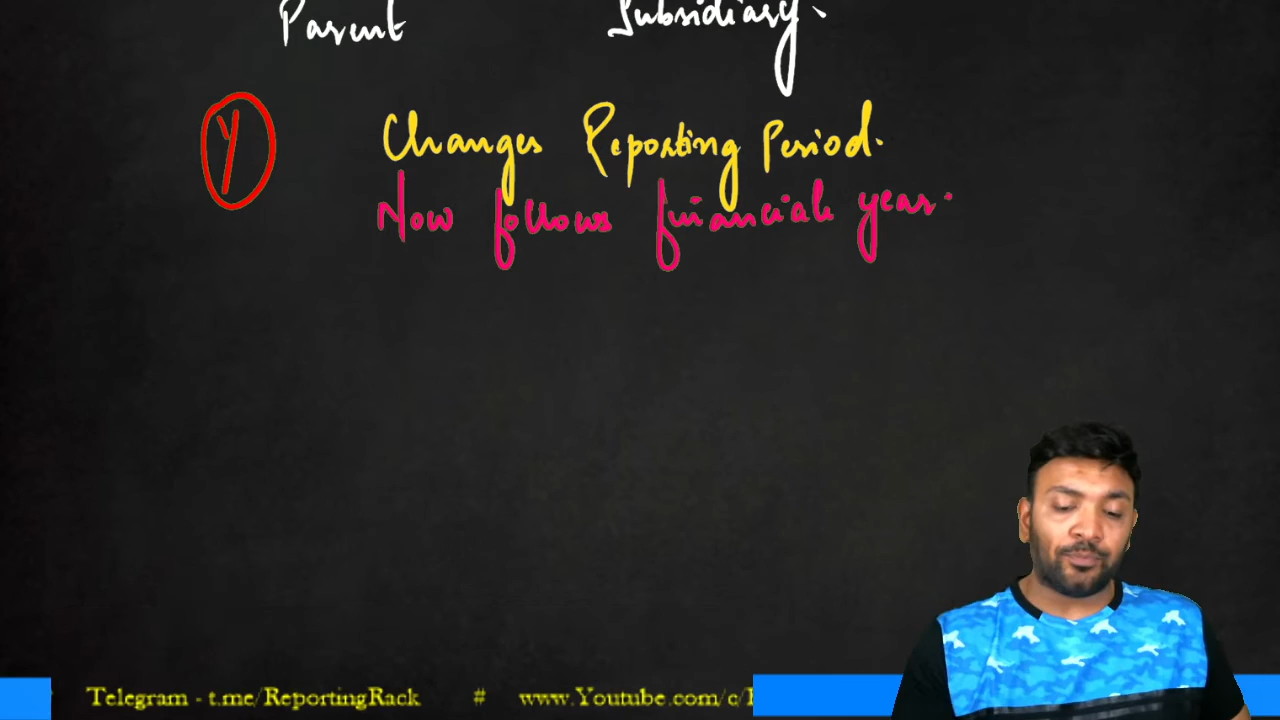 Parent Subsidiary.
Y Changes Reporting Period.
Now follows financial year.
Telegram - t.me/ReportingRack # www.Youtube.com/c/